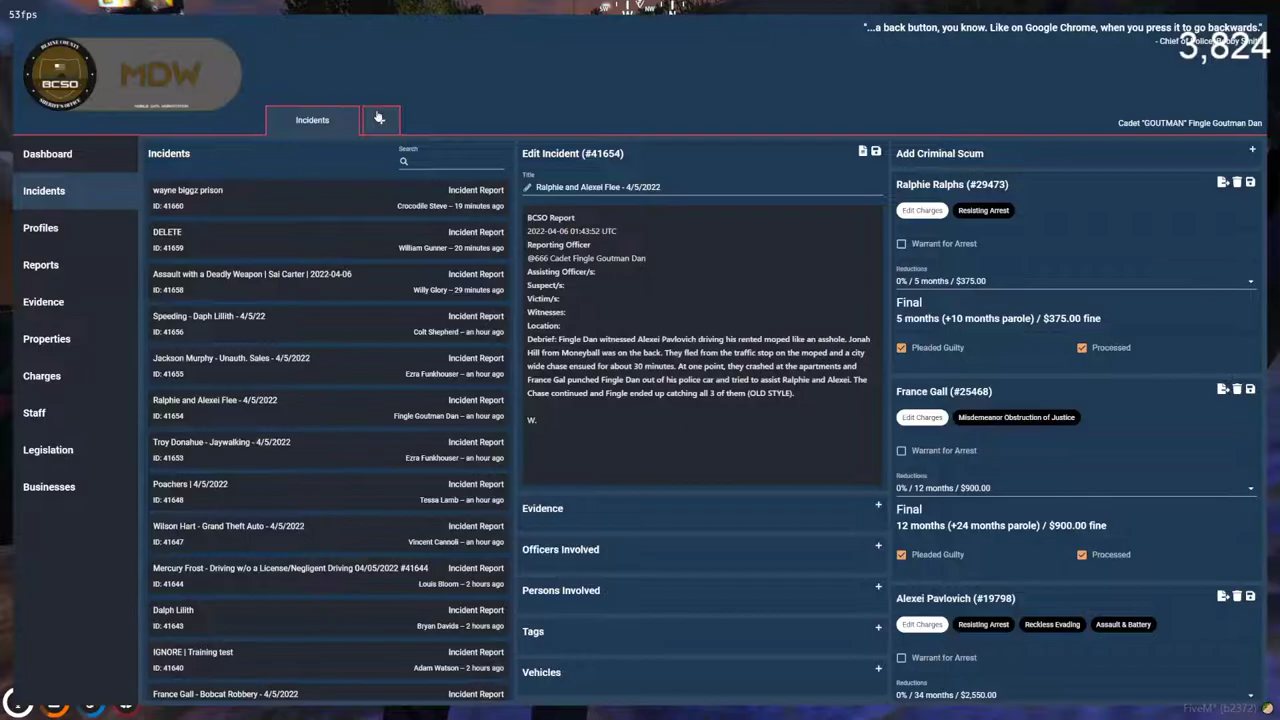 53fps
W
"...a back button, you know. Like on Google Chrome, when you press it to go backwards."
- Chief of Police Bobby Smith
3,824
BLAINE COUNTY
BCSO
SHERIFF'S OFFICE
MDW
MOBILE DATA WORKSTATION
Incidents
Cadet "GOUTMAN" Fingle Goutman Dan
Dashboard
Incidents
Profiles
Reports
Evidence
Properties
Charges
Staff
Legislation
Businesses
Incidents
Search
wayne biggz prison
Incident Report
ID: 41660
Crocodile Steve – 19 minutes ago
DELETE
Incident Report
ID: 41659
William Gunner – 20 minutes ago
Assault with a Deadly Weapon | Sai Carter | 2022-04-06
Incident Report
ID: 41658
Willy Glory – 29 minutes ago
Speeding - Daph Lillith - 4/5/22
Incident Report
ID: 41656
Colt Shepherd – an hour ago
Jackson Murphy - Unauth. Sales - 4/5/2022
Incident Report
ID: 41655
Ezra Funkhouser – an hour ago
Ralphie and Alexei Flee - 4/5/2022
Incident Report
ID: 41654
Fingle Goutman Dan – an hour ago
Troy Donahue - Jaywalking - 4/5/2022
Incident Report
ID: 41653
Ezra Funkhouser – an hour ago
Poachers | 4/5/2022
Incident Report
ID: 41648
Tessa Lamb – an hour ago
Wilson Hart - Grand Theft Auto - 4/5/2022
Incident Report
ID: 41647
Vincent Cannoli – an hour ago
Mercury Frost - Driving w/o a License/Negligent Driving 04/05/2022 #41644
Incident Report
ID: 41644
Louis Bloom – 2 hours ago
Dalph Lilith
Incident Report
ID: 41643
Bryan Davids – 2 hours ago
IGNORE | Training test
Incident Report
ID: 41640
Adam Watson – 2 hours ago
France Gall - Bobcat Robbery - 4/5/2022
Incident Report
Edit Incident (#41654)
Title
Ralphie and Alexei Flee - 4/5/2022
BCSO Report
2022-04-06 01:43:52 UTC
Reporting Officer
@666 Cadet Fingle Goutman Dan
Assisting Officer/s:
Suspect/s:
Victim/s:
Witnesses:
Location:
Debrief: Fingle Dan witnessed Alexei Pavlovich driving his rented moped like an asshole. Jonah
Hill from Moneyball was on the back. They fled from the traffic stop on the moped and a city
wide chase ensued for about 30 minutes. At one point, they crashed at the apartments and
France Gal punched Fingle Dan out of his police car and tried to assist Ralphie and Alexei. The
Chase continued and Fingle ended up catching all 3 of them (OLD STYLE).
W.
Evidence
Officers Involved
Persons Involved
Tags
Vehicles
Add Criminal Scum
Ralphie Ralphs (#29473)
Edit Charges
Resisting Arrest
Warrant for Arrest
Reductions
0% / 5 months / $375.00
Final
5 months (+10 months parole) / $375.00 fine
Pleaded Guilty
Processed
France Gall (#25468)
Edit Charges
Misdemeanor Obstruction of Justice
Warrant for Arrest
Reductions
0% / 12 months / $900.00
Final
12 months (+24 months parole) / $900.00 fine
Pleaded Guilty
Processed
Alexei Pavlovich (#19798)
Edit Charges
Resisting Arrest
Reckless Evading
Assault & Battery
Warrant for Arrest
Reductions
0% / 34 months / $2,550.00
FiveM* [b2372]